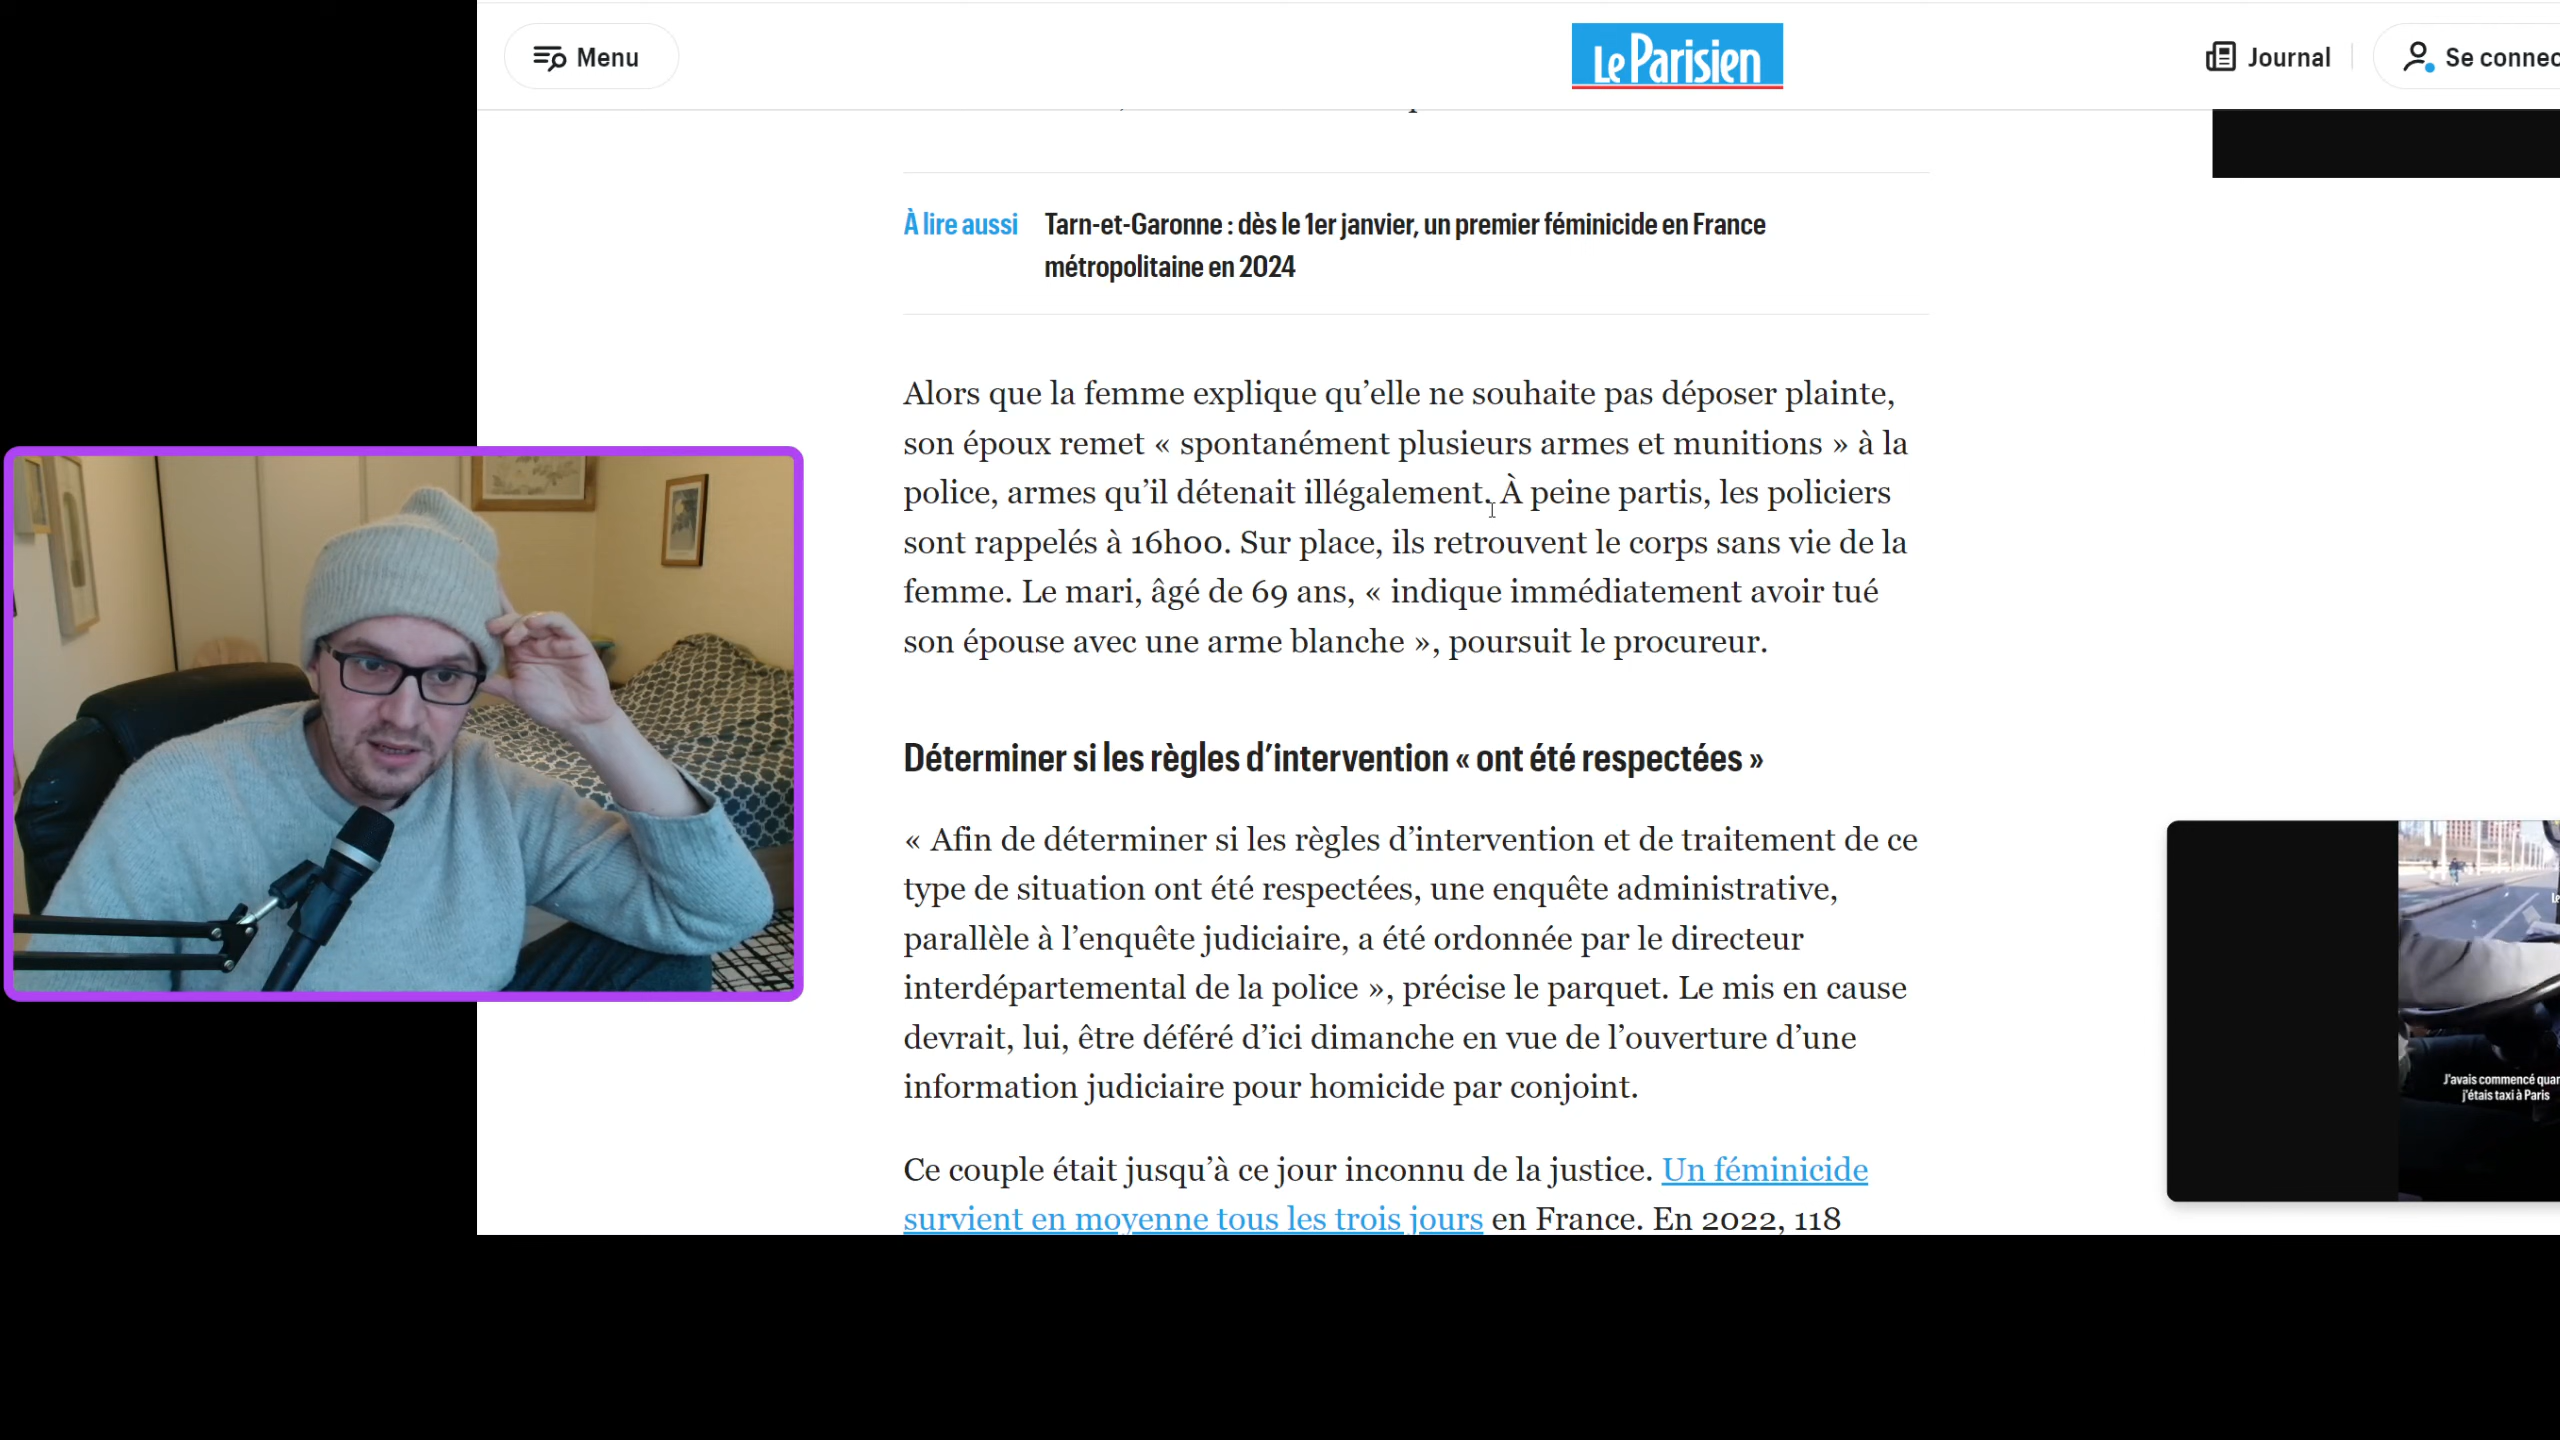 Menu
Le Parisien
Journal
Se connec
À lire aussi
Tarn-et-Garonne : dès le 1er janvier, un premier féminicide en France
métropolitaine en 2024
Alors que la femme explique qu’elle ne souhaite pas déposer plainte,
son époux remet « spontanément plusieurs armes et munitions » à la
police, armes qu’il détenait illégalement. À peine partis, les policiers
sont rappelés à 16h00. Sur place, ils retrouvent le corps sans vie de la
femme. Le mari, âgé de 69 ans, « indique immédiatement avoir tué
son épouse avec une arme blanche », poursuit le procureur.
Déterminer si les règles d’intervention « ont été respectées »
« Afin de déterminer si les règles d’intervention et de traitement de ce
type de situation ont été respectées, une enquête administrative,
parallèle à l’enquête judiciaire, a été ordonnée par le directeur
interdépartemental de la police », précise le parquet. Le mis en cause
devrait, lui, être déféré d’ici dimanche en vue de l’ouverture d’une
information judiciaire pour homicide par conjoint.
Ce couple était jusqu’à ce jour inconnu de la justice. Un féminicide
survient en moyenne tous les trois jours en France. En 2022, 118
J'avais commencé quan
j'étais taxi à Paris